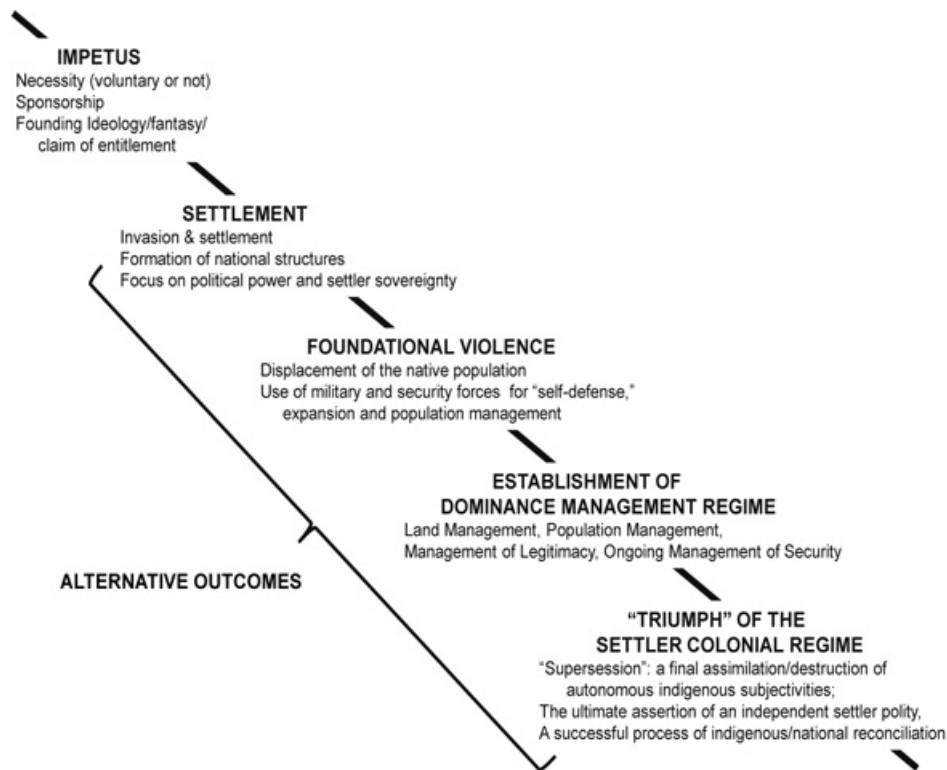 IMPETUS
Necessity (voluntary or not)
Sponsorship
Founding Ideology/fantasy/
claim of entitlement
SETTLEMENT
Invasion & settlement
Formation of national structures
Focus on political power and settler sovereignty
FOUNDATIONAL VIOLENCE
Displacement of the native population
Use of military and security forces for “self-defense,”
expansion and population management
ESTABLISHMENT OF
DOMINANCE MANAGEMENT REGIME
Land Management, Population Management,
Management of Legitimacy, Ongoing Management of Security
ALTERNATIVE OUTCOMES
“TRIUMPH” OF THE
SETTLER COLONIAL REGIME
“Supersession”: a final assimilation/destruction of
autonomous indigenous subjectivities;
The ultimate assertion of an independent settler polity,
A successful process of indigenous/national reconciliation